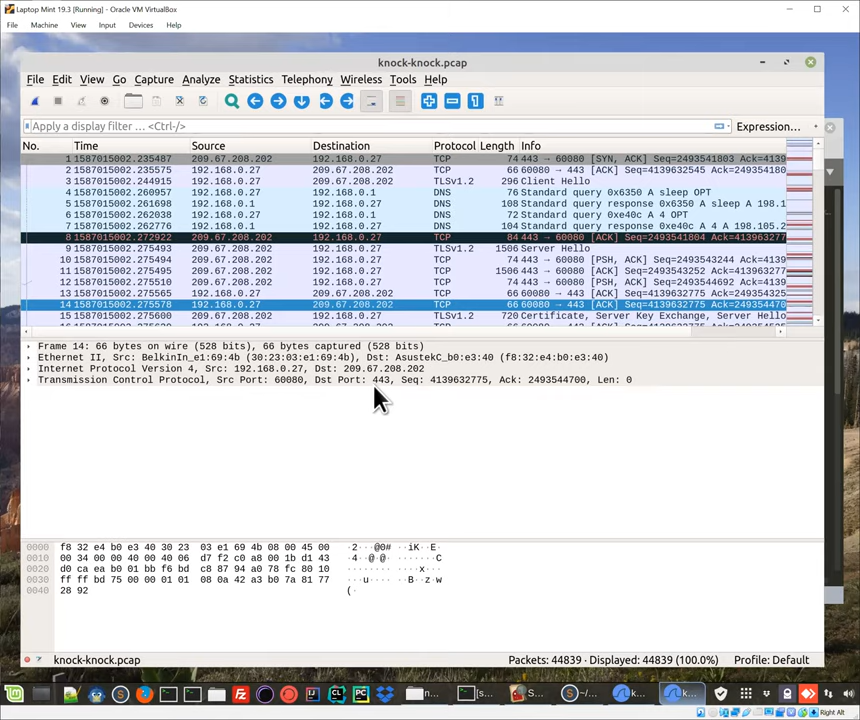 Laptop Mint 19.3 [Running] - Oracle VM VirtualBox
File Machine View Input Devices Help
knock-knock.pcap
File Edit View Go Capture Analyze Statistics Telephony Wireless Tools Help
Apply a display filter … <Ctrl-/> Expression…
No. Time Source Destination Protocol Length Info
1 1587015002.235487 209.67.208.202 192.168.0.27 TCP 74 443 → 60080 [SYN, ACK] Seq=2493541803 Ack=4139
2 1587015002.235575 192.168.0.27 209.67.208.202 TCP 66 60080 → 443 [ACK] Seq=4139632545 Ack=249354180
3 1587015002.244915 192.168.0.27 209.67.208.202 TLSv1.2 296 Client Hello
4 1587015002.260957 192.168.0.27 192.168.0.1 DNS 76 Standard query 0x6350 A sleep OPT
5 1587015002.261698 192.168.0.1 192.168.0.27 DNS 108 Standard query response 0x6350 A sleep A 198.1
6 1587015002.262038 192.168.0.27 192.168.0.1 DNS 72 Standard query 0xe40c A 4 OPT
7 1587015002.262776 192.168.0.1 192.168.0.27 DNS 104 Standard query response 0xe40c A 4 A 198.105.2
8 1587015002.272922 209.67.208.202 192.168.0.27 TCP 84 443 → 60080 [ACK] Seq=2493541804 Ack=413963277
9 1587015002.275493 209.67.208.202 192.168.0.27 TLSv1.2 1506 Server Hello
10 1587015002.275494 209.67.208.202 192.168.0.27 TCP 74 443 → 60080 [PSH, ACK] Seq=2493543244 Ack=4139
11 1587015002.275495 209.67.208.202 192.168.0.27 TCP 1506 443 → 60080 [ACK] Seq=2493543252 Ack=413963277
12 1587015002.275510 209.67.208.202 192.168.0.27 TCP 74 443 → 60080 [PSH, ACK] Seq=2493544692 Ack=4139
13 1587015002.275565 192.168.0.27 209.67.208.202 TCP 66 60080 → 443 [ACK] Seq=4139632775 Ack=249354324
14 1587015002.275578 192.168.0.27 209.67.208.202 TCP 66 60080 → 443 [ACK] Seq=4139632775 Ack=249354470
15 1587015002.275600 209.67.208.202 192.168.0.27 TLSv1.2 720 Certificate, Server Key Exchange, Server Hello
Frame 14: 66 bytes on wire (528 bits), 66 bytes captured (528 bits)
Ethernet II, Src: BelkinIn_e1:69:4b (30:23:03:e1:69:4b), Dst: AsustekC_b0:e3:40 (f8:32:e4:b0:e3:40)
Internet Protocol Version 4, Src: 192.168.0.27, Dst: 209.67.208.202
Transmission Control Protocol, Src Port: 60080, Dst Port: 443, Seq: 4139632775, Ack: 2493544700, Len: 0
0000 f8 32 e4 b0 e3 40 30 23 03 e1 69 4b 08 00 45 00 ·2···@0# ··iK··E·
0010 00 34 00 00 40 00 40 06 d7 f2 c0 a8 00 1b d1 43 ·4··@·@· ·······C
0020 d0 ca ea b0 01 bb f6 bd c8 87 94 a0 78 fc 80 10 ········ ····x···
0030 ff ff bd 75 00 00 01 01 08 0a 42 a3 b0 7a 81 77 ···u···· ··B··z·w
0040 28 92 (·
knock-knock.pcap Packets: 44839 · Displayed: 44839 (100.0%) Profile: Default
n... [s... S... ~/... k... k...
Right Alt